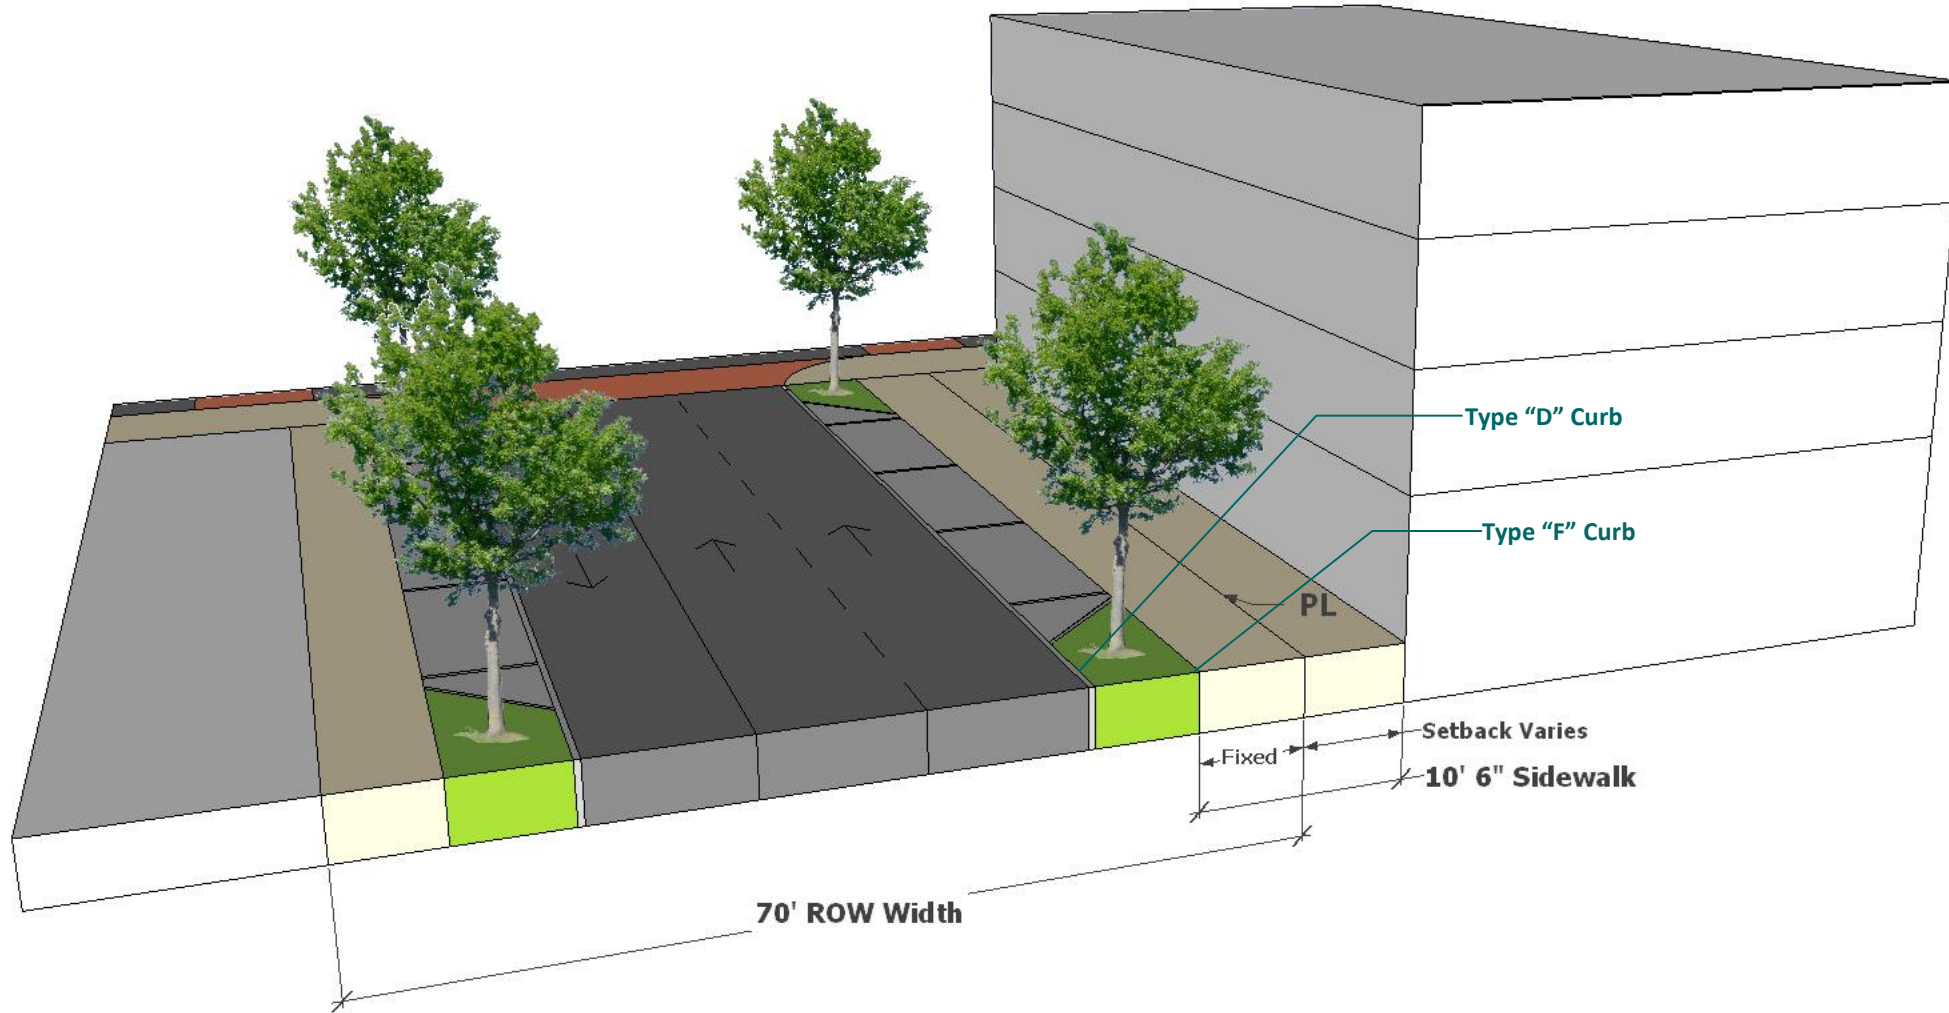 Type “D” Curb
Type “F” Curb
PL
Setback Varies
Fixed
10' 6" Sidewalk
70' ROW Width